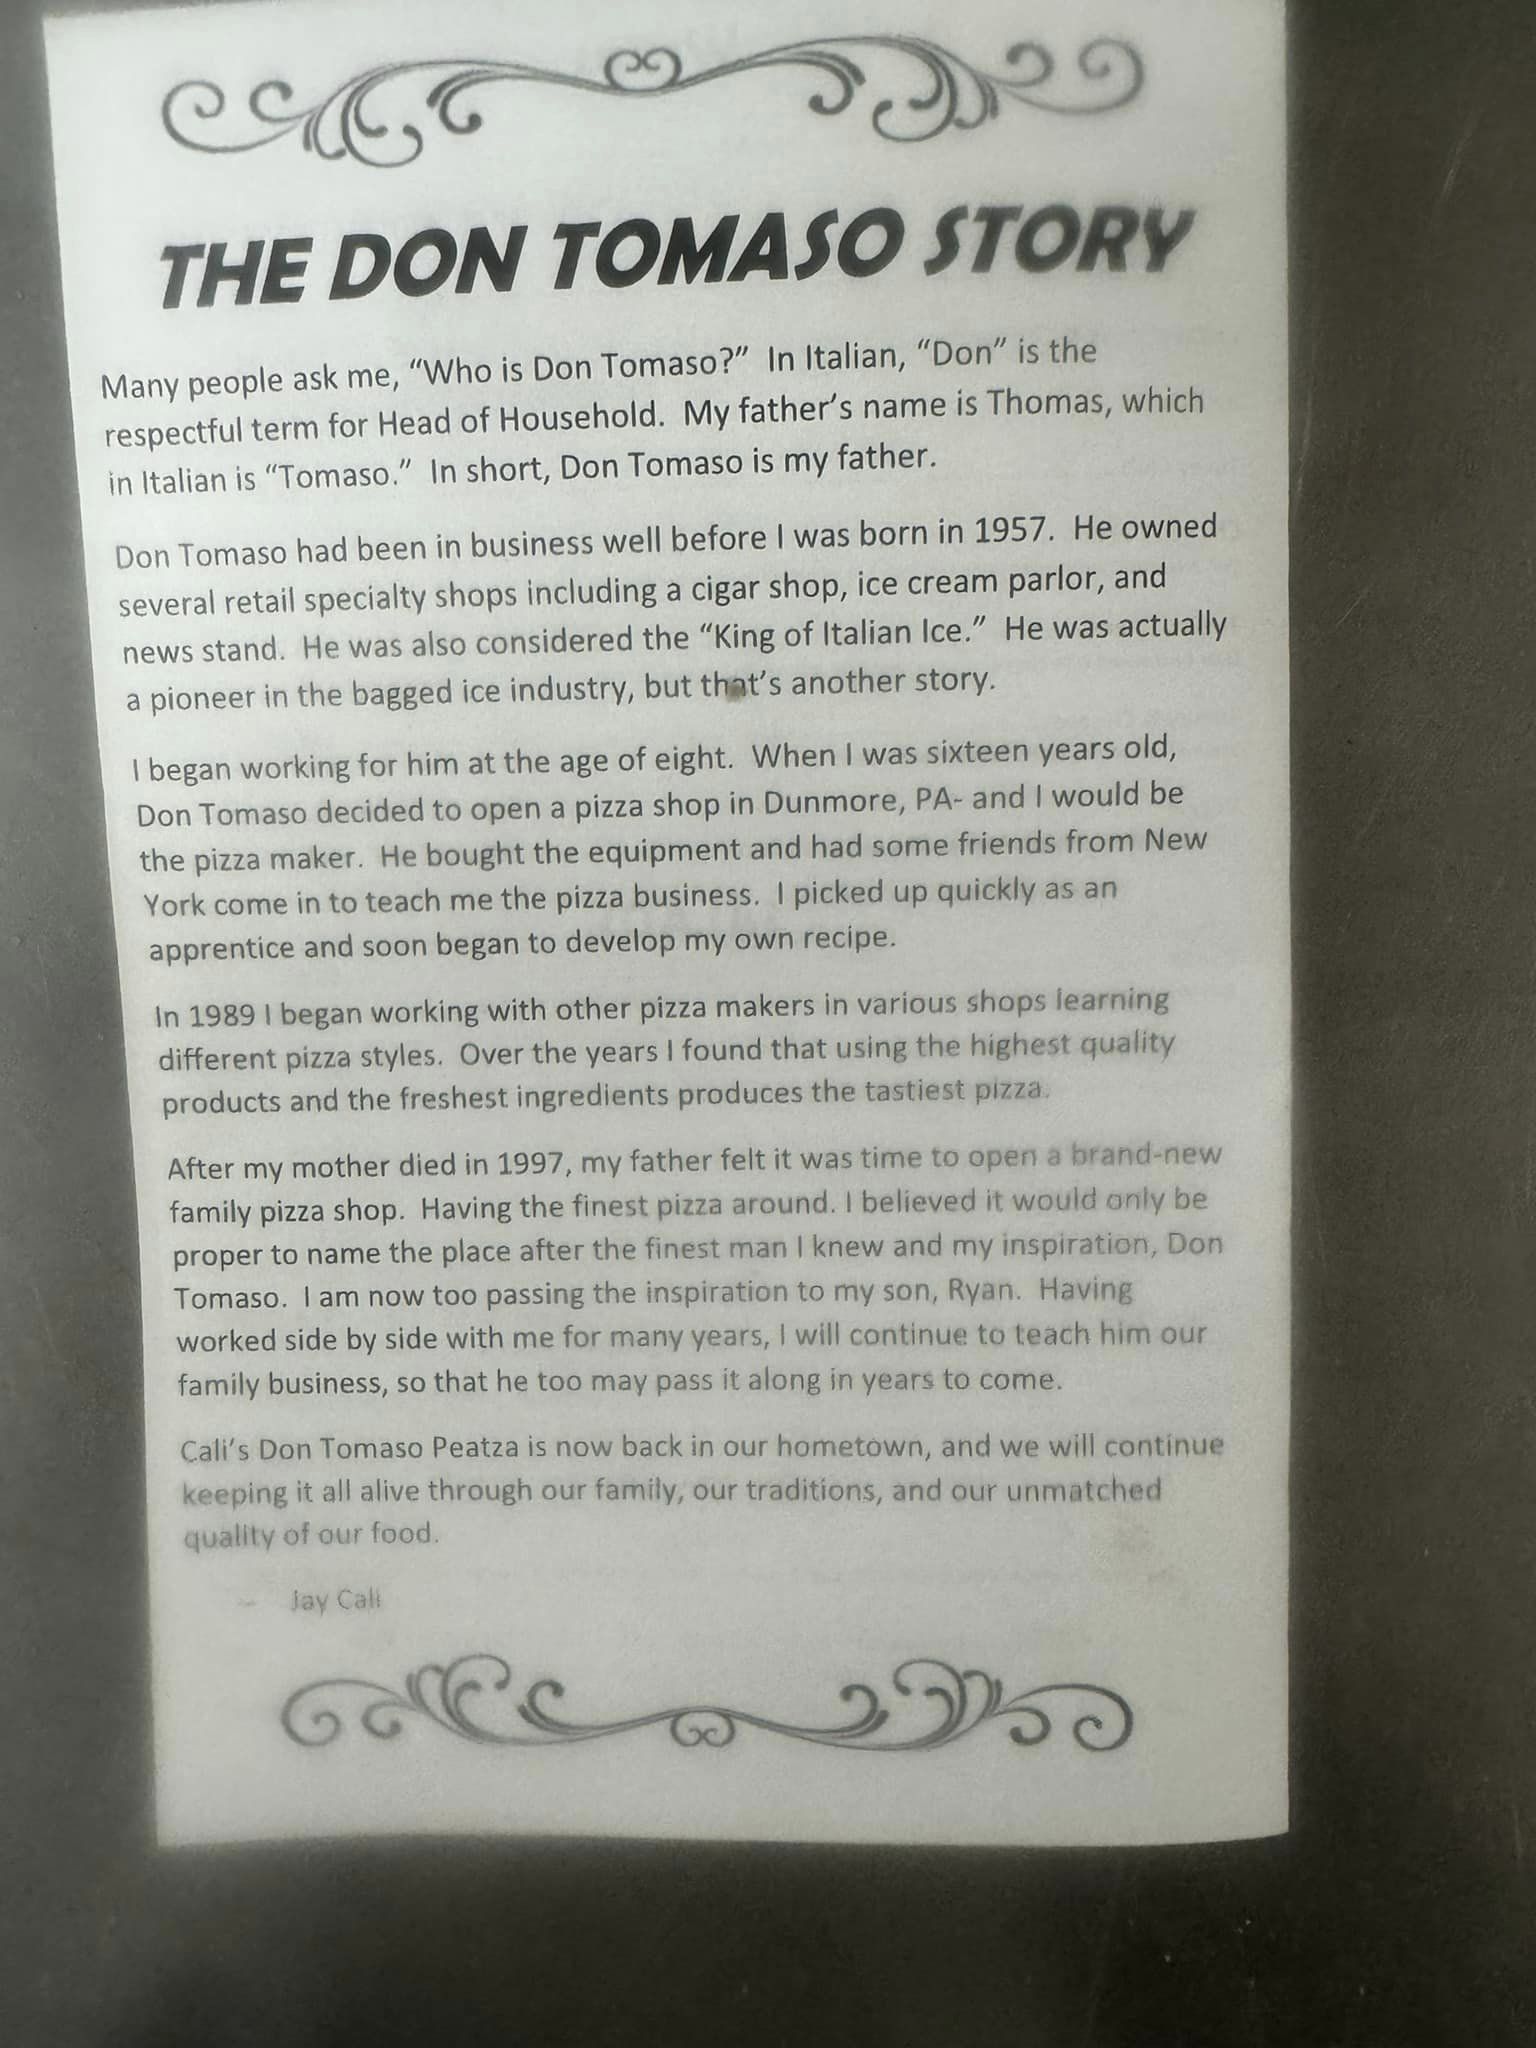 THE DON TOMASO STORY
Many people ask me, “Who is Don Tomaso?”  In Italian, “Don” is the
respectful term for Head of Household.  My father’s name is Thomas, which
in Italian is “Tomaso.”  In short, Don Tomaso is my father.
Don Tomaso had been in business well before I was born in 1957.  He owned
several retail specialty shops including a cigar shop, ice cream parlor, and
news stand.  He was also considered the “King of Italian Ice.”  He was actually
a pioneer in the bagged ice industry, but that’s another story.
I began working for him at the age of eight.  When I was sixteen years old,
Don Tomaso decided to open a pizza shop in Dunmore, PA- and I would be
the pizza maker.  He bought the equipment and had some friends from New
York come in to teach me the pizza business.  I picked up quickly as an
apprentice and soon began to develop my own recipe.
In 1989 I began working with other pizza makers in various shops learning
different pizza styles.  Over the years I found that using the highest quality
products and the freshest ingredients produces the tastiest pizza.
After my mother died in 1997, my father felt it was time to open a brand-new
family pizza shop.  Having the finest pizza around. I believed it would only be
proper to name the place after the finest man I knew and my inspiration, Don
Tomaso.  I am now too passing the inspiration to my son, Ryan.  Having
worked side by side with me for many years, I will continue to teach him our
family business, so that he too may pass it along in years to come.
Cali’s Don Tomaso Peatza is now back in our hometown, and we will continue
keeping it all alive through our family, our traditions, and our unmatched
quality of our food.
– Jay Cali